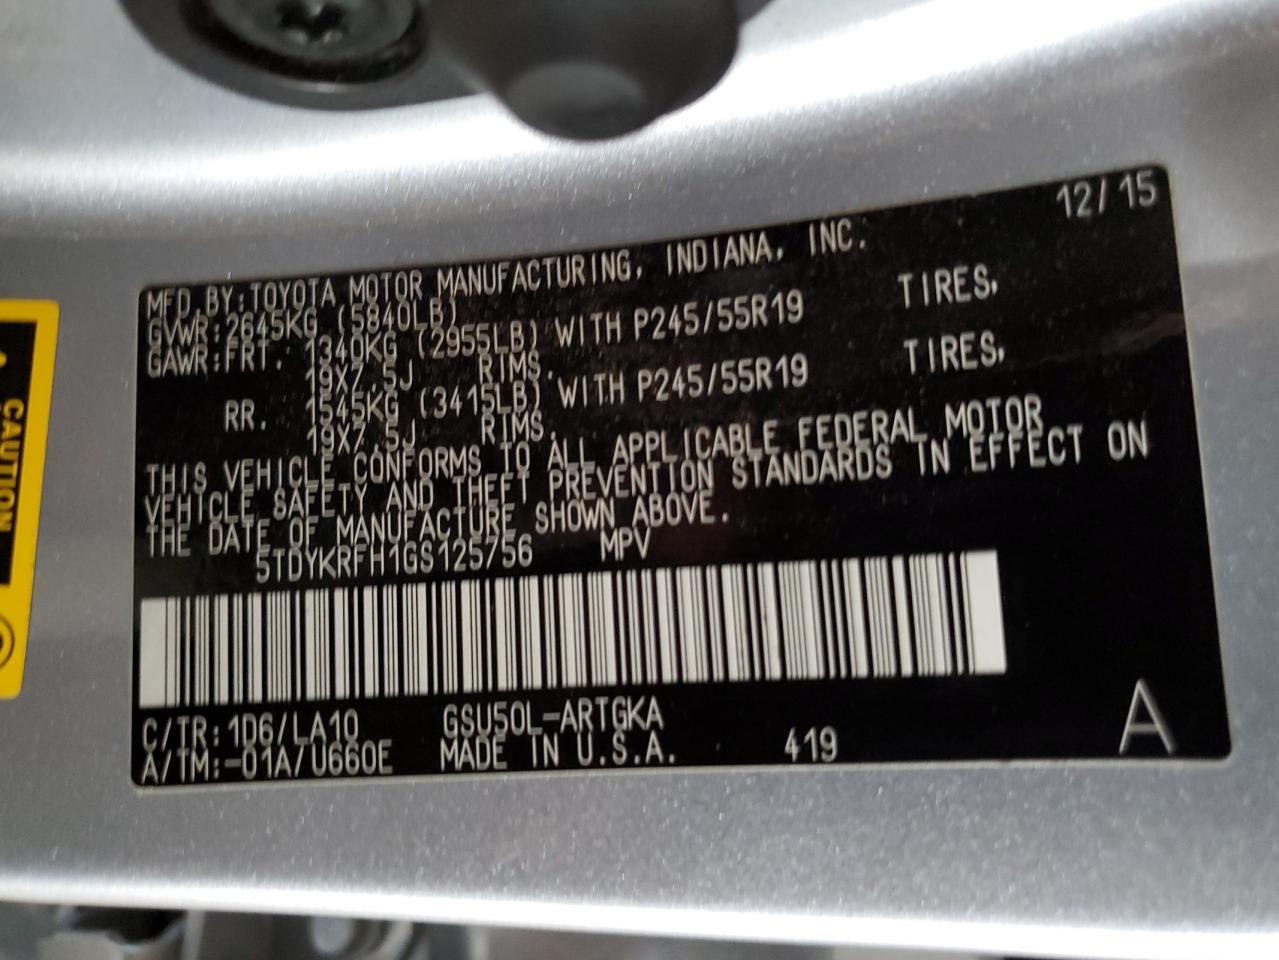 12/15
MFD.BY:TOYOTA MOTOR MANUFACTURING, INDIANA, INC.
GVWR:2645KG (5840LB)
GAWR:FRT. 1340KG (2955LB) WITH P245/55R19 TIRES,
19X7.5J RIMS.
RR. 1545KG (3415LB) WITH P245/55R19 TIRES,
19X7.5J RIMS.
THIS VEHICLE CONFORMS TO ALL APPLICABLE FEDERAL MOTOR
VEHICLE SAFETY AND THEFT PREVENTION STANDARDS IN EFFECT ON
THE DATE OF MANUFACTURE SHOWN ABOVE.
5TDYKRFH1GS125756 MPV
C/TR:1D6/LA10 GSU50L-ARTGKA
A/TM:-01A/U660E MADE IN U.S.A. 419
A
CAUTION